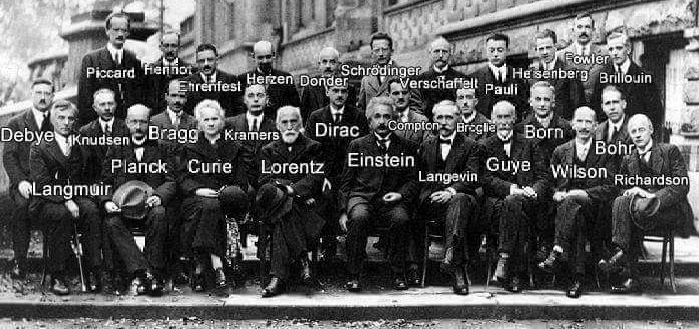 Piccard
Henriot
Ehrenfest
Herzen
Donder
Schrödinger
Verschaffelt
Pauli
Heisenberg
Fowler
Brillouin
Debye
Knudsen
Bragg
Kramers
Dirac
Compton
Broglie
Born
Bohr
Langmuir
Planck
Curie
Lorentz
Einstein
Langevin
Guye
Wilson
Richardson